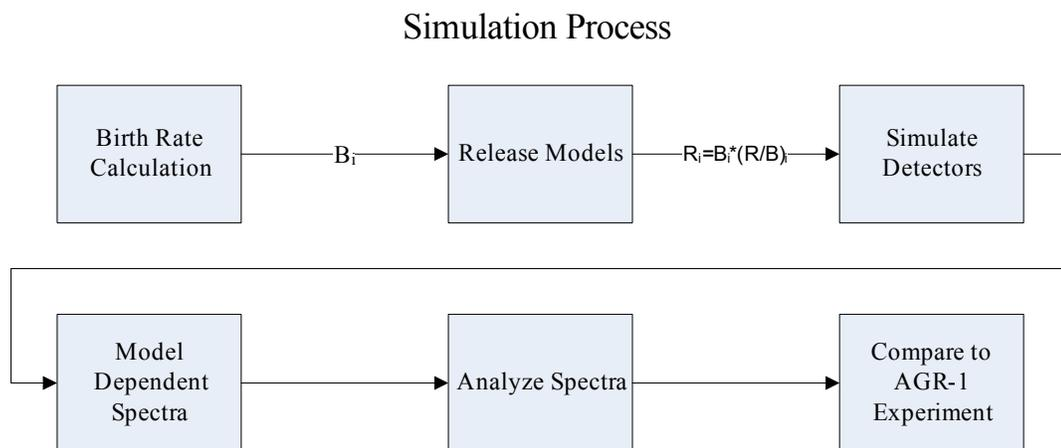 Simulation Process
Birth Rate
Calculation
Bᵢ
Release Models
Rᵢ=Bᵢ*(R/B)ᵢ
Simulate
Detectors
Model
Dependent
Spectra
Analyze Spectra
Compare to
AGR-1
Experiment